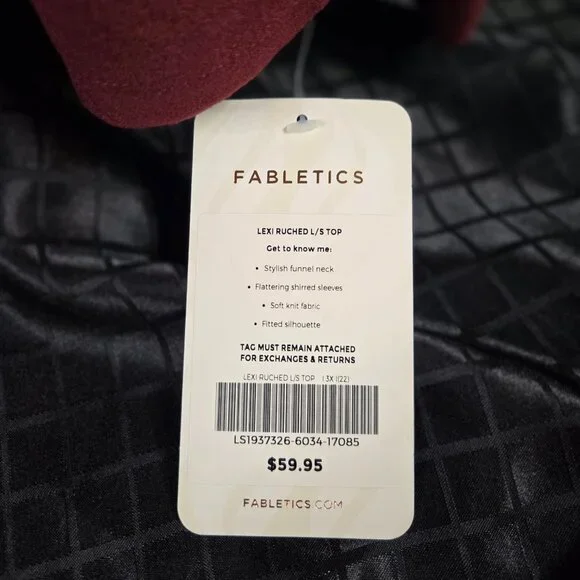 FABLETICS
LEXI RUCHED L/S TOP
Get to know me:
• Stylish funnel neck
• Flattering shirred sleeves
• Soft knit fabric
• Fitted silhouette
TAG MUST REMAIN ATTACHED
FOR EXCHANGES & RETURNS
LEXI RUCHED L/S TOP | 3X |(22)
LS1937326-6034-17085
$59.95
FABLETICS.COM